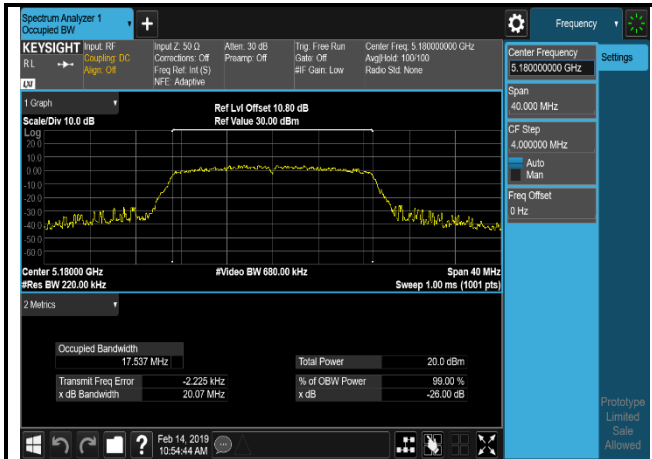 Spectrum Analyzer 1
Occupied BW
+
Frequency
KEYSIGHT
RL
LXI
Input: RF
Coupling: DC
Align: Off
Input Z: 50 Ω
Corrections: Off
Freq Ref: Int (S)
NFE: Adaptive
Atten: 30 dB
Preamp: Off
Trig: Free Run
Gate: Off
#IF Gain: Low
Center Freq: 5.180000000 GHz
Avg|Hold: 100/100
Radio Std: None
Center Frequency
5.180000000 GHz
Settings
Span
40.000 MHz
CF Step
4.000000 MHz
Auto
Man
Freq Offset
0 Hz
1 Graph
Scale/Div 10.0 dB
Ref Lvl Offset 10.80 dB
Ref Value 30.00 dBm
Log
20.0
10.0
0.00
-10.0
-20.0
-30.0
-40.0
-50.0
-60.0
Center 5.18000 GHz
#Video BW 680.00 kHz
Span 40 MHz
#Res BW 220.00 kHz
Sweep 1.00 ms (1001 pts)
2 Metrics
Occupied Bandwidth
17.537 MHz
Total Power 20.0 dBm
Transmit Freq Error -2.225 kHz
% of OBW Power 99.00 %
x dB Bandwidth 20.07 MHz
x dB -26.00 dB
Prototype
Limited
Sale
Allowed
?
Feb 14, 2019
10:54:44 AM